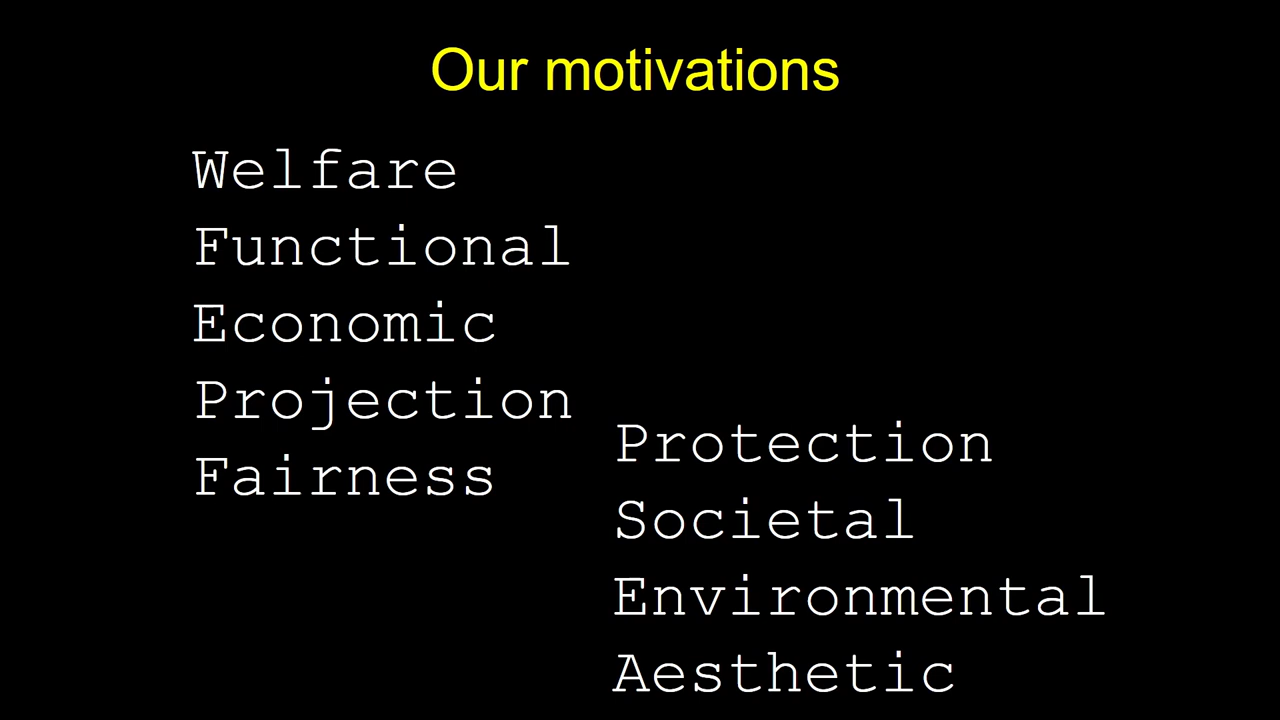 Our motivations
Welfare
Functional
Economic
Projection
Fairness
Protection
Societal
Environmental
Aesthetic